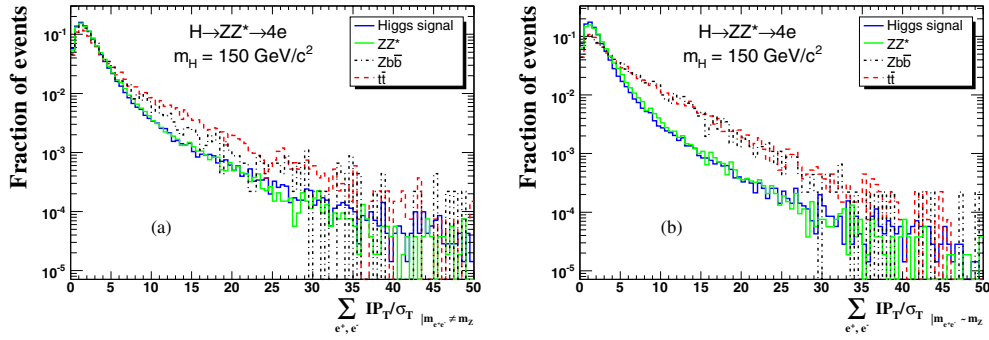 Fraction of events
H→ZZ*→4e
m_H = 150 GeV/c²
Higgs signal
ZZ*
Zbb̄
tt̄
10⁻¹
10⁻²
10⁻³
10⁻⁴
10⁻⁵
(a)
0 5 10 15 20 25 30 35 40 45 50
∑ IP_T/σ_T |m_e⁺e⁻ ≠ m_Z
e⁺, e⁻
Fraction of events
H→ZZ*→4e
m_H = 150 GeV/c²
Higgs signal
ZZ*
Zbb̄
tt̄
10⁻¹
10⁻²
10⁻³
10⁻⁴
10⁻⁵
(b)
0 5 10 15 20 25 30 35 40 45 50
∑ IP_T/σ_T |m_e⁺e⁻ - m_Z
e⁺, e⁻